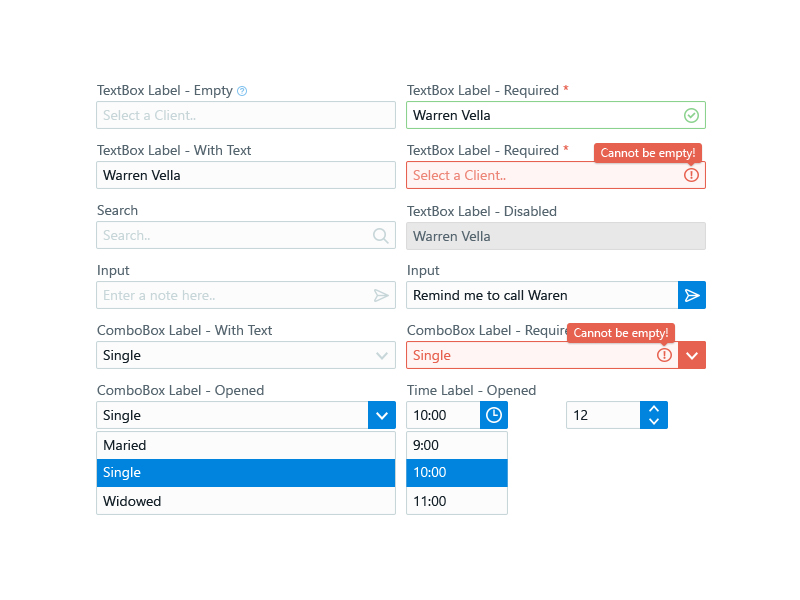 TextBox Label - Empty
TextBox Label - Required *
Select a Client..
Warren Vella
TextBox Label - With Text
TextBox Label - Required *
Cannot be empty!
Warren Vella
Select a Client..
Search
TextBox Label - Disabled
Search..
Warren Vella
Input
Input
Enter a note here..
Remind me to call Waren
ComboBox Label - With Text
ComboBox Label - Require
Cannot be empty!
Single
Single
ComboBox Label - Opened
Time Label - Opened
Single
10:00
12
Maried
9:00
Single
10:00
Widowed
11:00